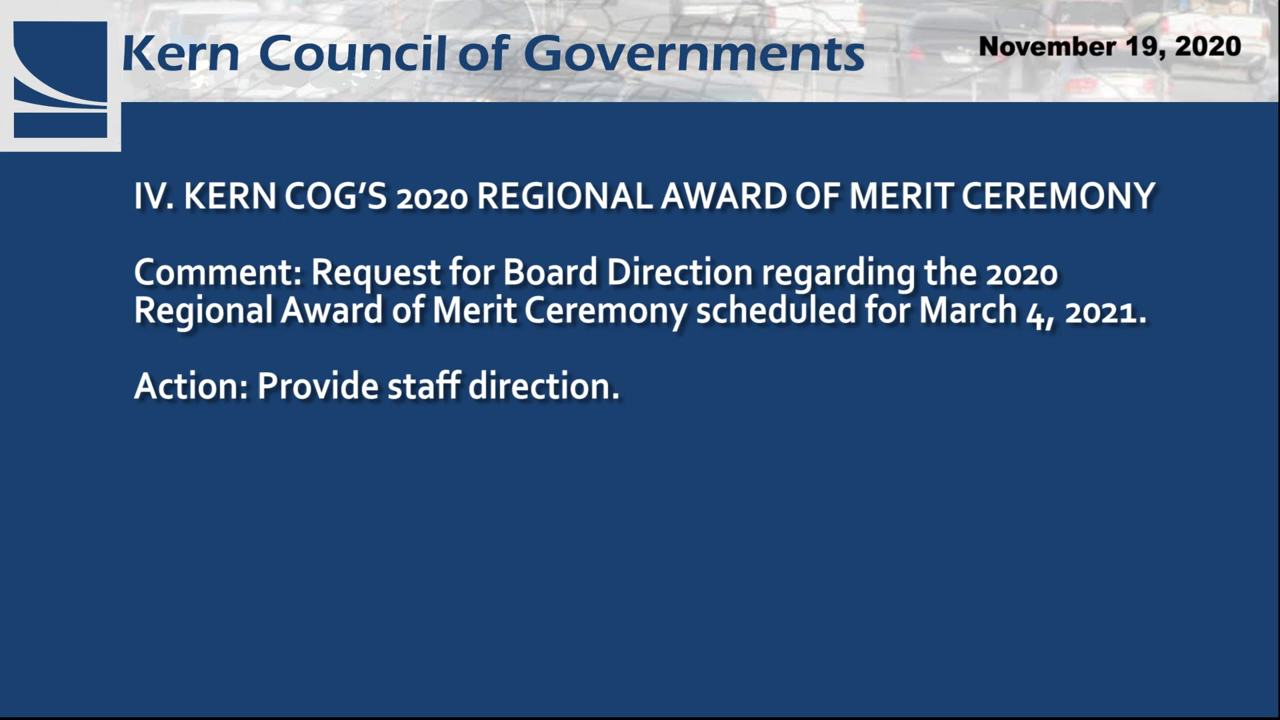 Kern Council of Governments
November 19, 2020
IV. KERN COG'S 2020 REGIONAL AWARD OF MERIT CEREMONY
Comment: Request for Board Direction regarding the 2020
Regional Award of Merit Ceremony scheduled for March 4, 2021.
Action: Provide staff direction.